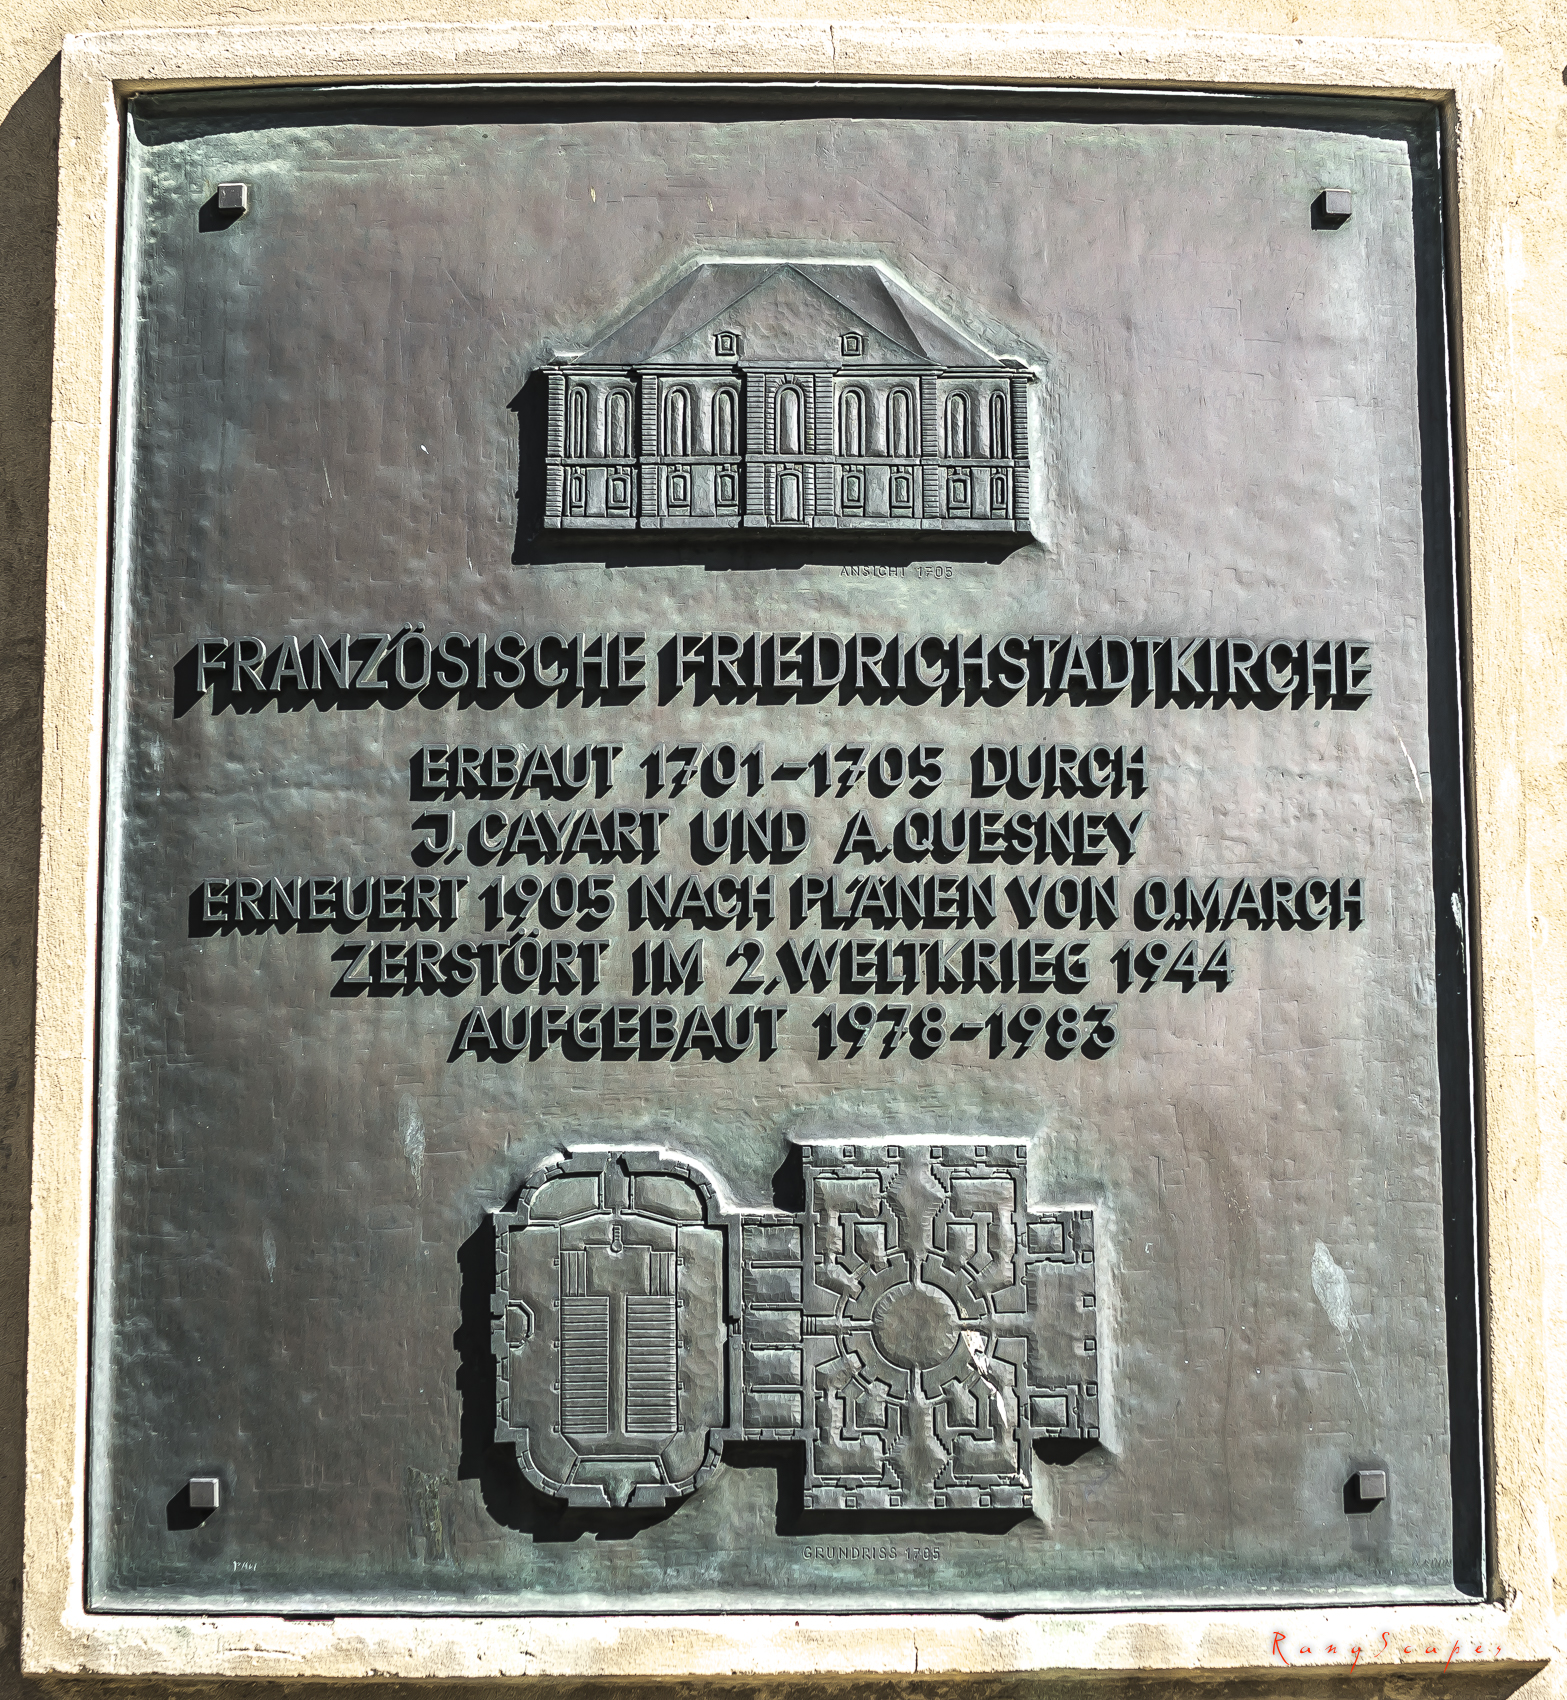 ANSICHT 1705
FRANZÖSISCHE FRIEDRICHSTADTKIRCHE
ERBAUT 1701-1705 DURCH
J. CAYART UND A. QUESNEY
ERNEUERT 1905 NACH PLÄNEN VON O. MARCH
ZERSTÖRT IM 2. WELTKRIEG 1944
AUFGEBAUT 1978-1983
GRUNDRISS 1705